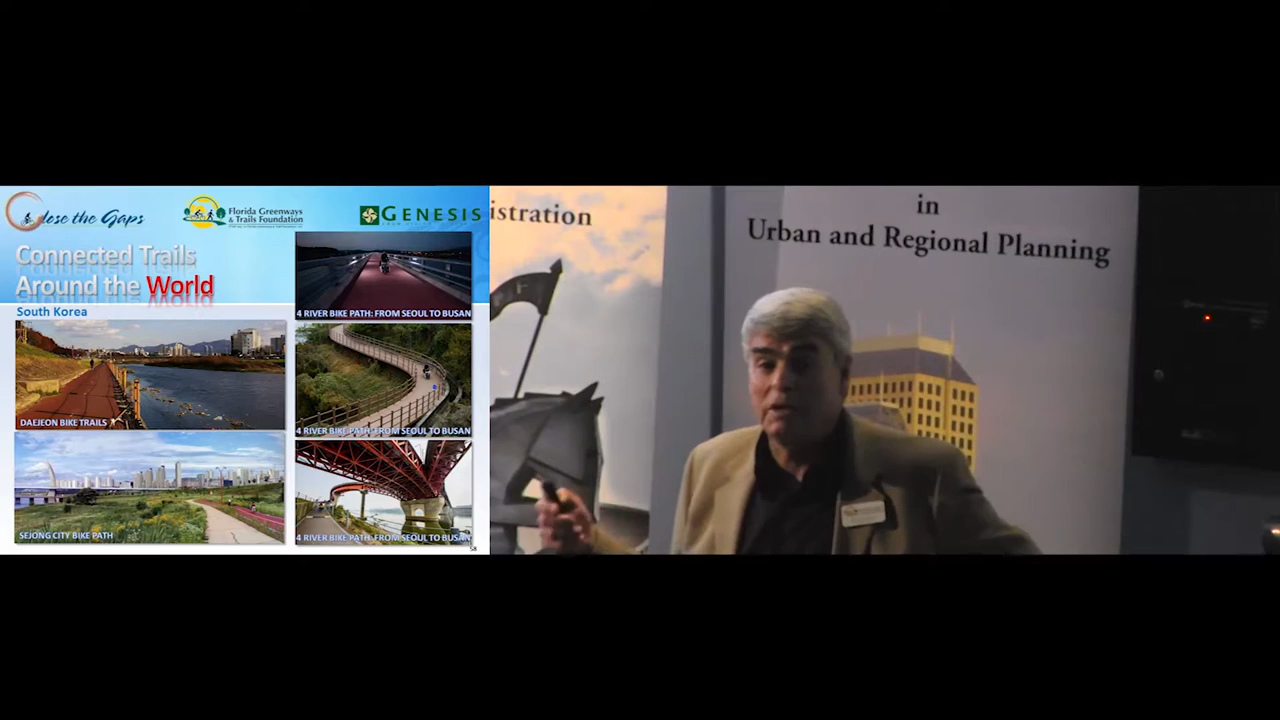 Close the Gaps
Florida Greenways
& Trails Foundation
GENESIS
Connected Trails
Around the World
South Korea
4 RIVER BIKE PATH: FROM SEOUL TO BUSAN
DAEJEON BIKE TRAILS
4 RIVER BIKE PATH: FROM SEOUL TO BUSAN
SEJONG CITY BIKE PATH
4 RIVER BIKE PATH: FROM SEOUL TO BUSAN
58
istration
in
Urban and Regional Planning